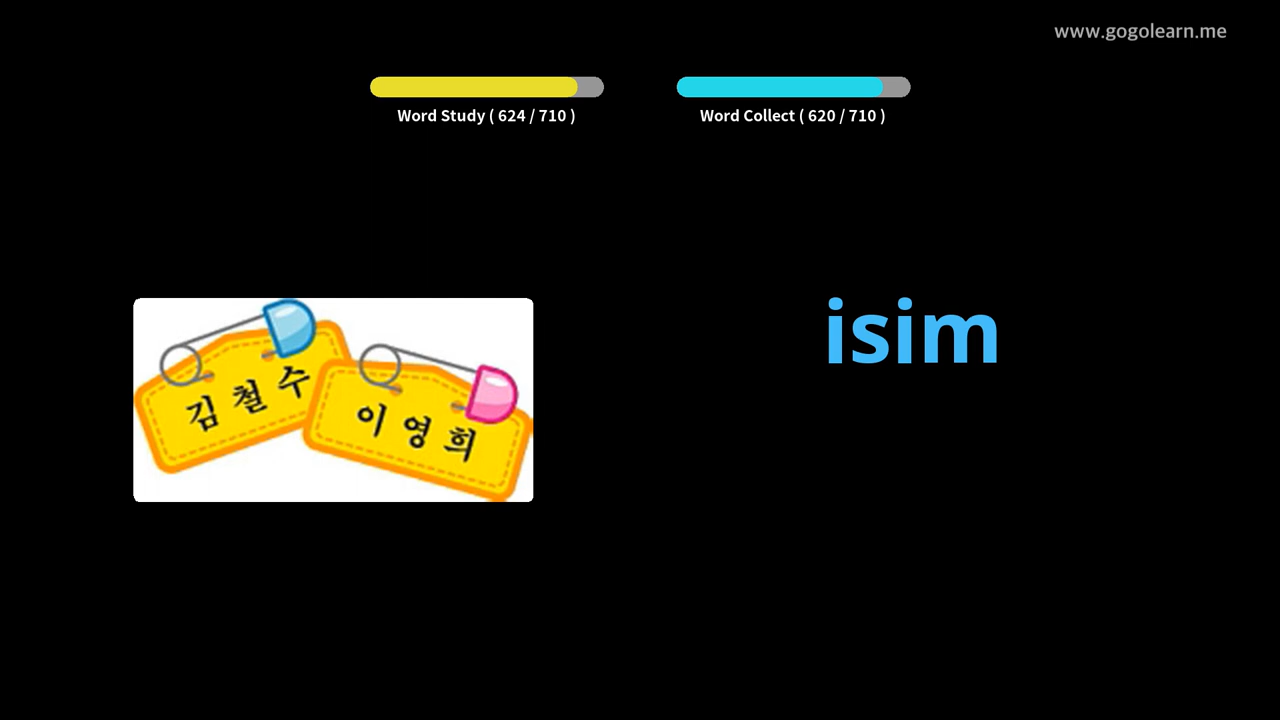 www.gogolearn.me
Word Study ( 624 / 710 )
Word Collect ( 620 / 710 )
김철수
이영희
isim